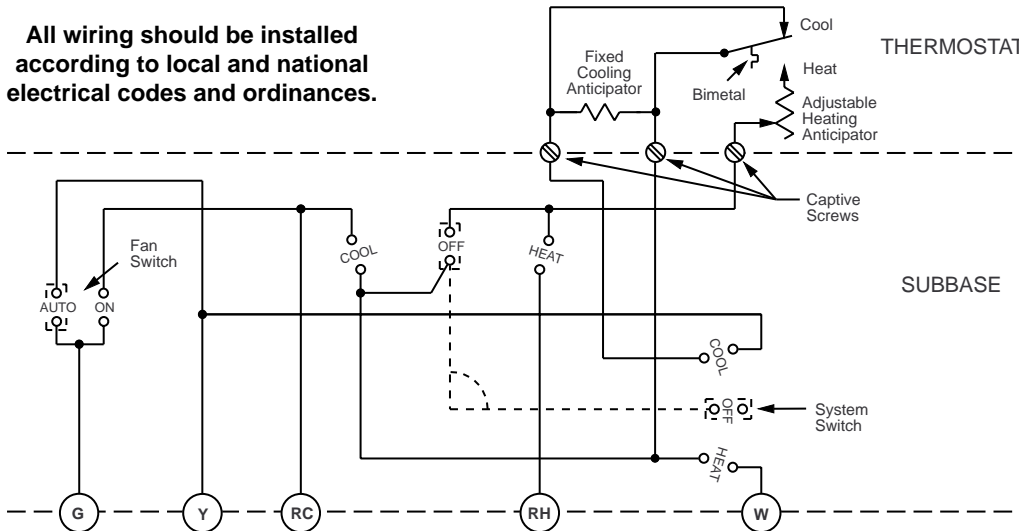 All wiring should be installed
according to local and national
electrical codes and ordinances.
Cool
THERMOSTAT
Fixed
Cooling
Anticipator
Bimetal
Heat
Adjustable
Heating
Anticipator
Captive
Screws
Fan
Switch
COOL
OFF
HEAT
AUTO
ON
SUBBASE
COOL
OFF
System
Switch
HEAT
G
Y
RC
RH
W